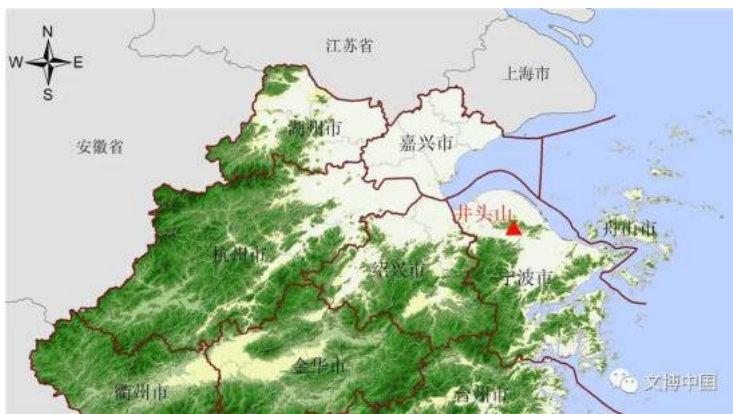 N
W E
S
江苏省
上海市
安徽省
湖州市
嘉兴市
井头山
舟山市
杭州市
绍兴市
宁波市
金华市
衢州市
台州市
文博中国